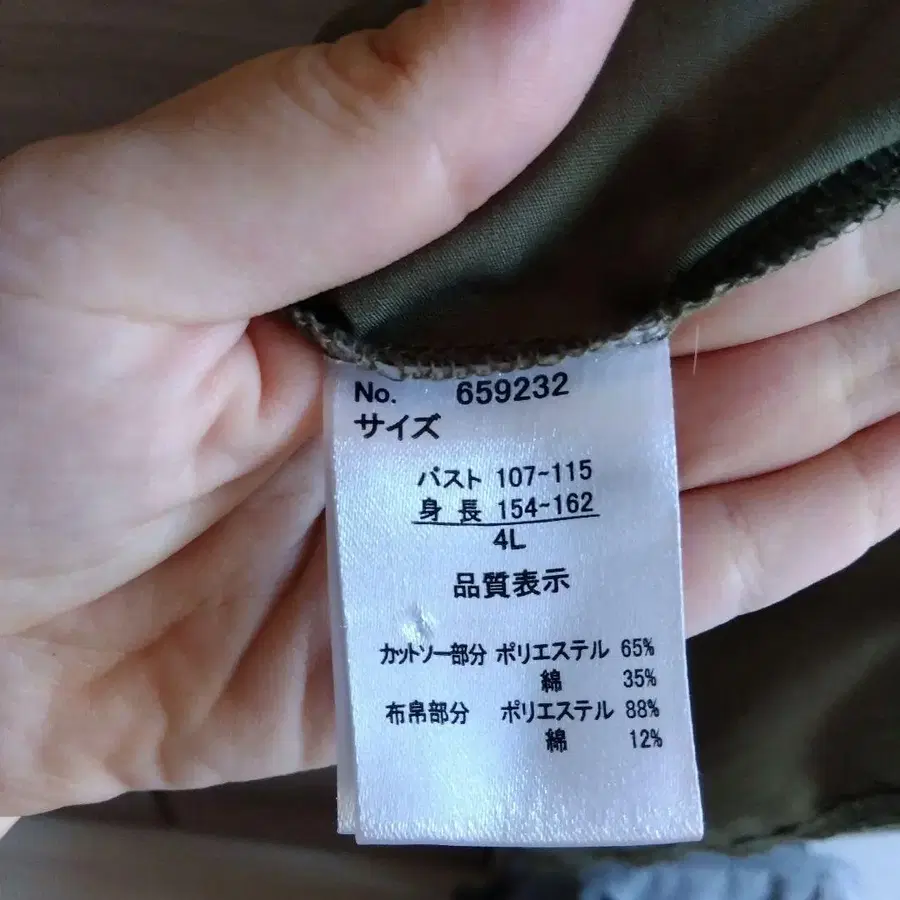 No. 659232
サイズ
バスト 107~115
身長 154~162
4L
品質表示
カットソー部分 ポリエステル 65%
綿 35%
布帛部分 ポリエステル 88%
綿 12%